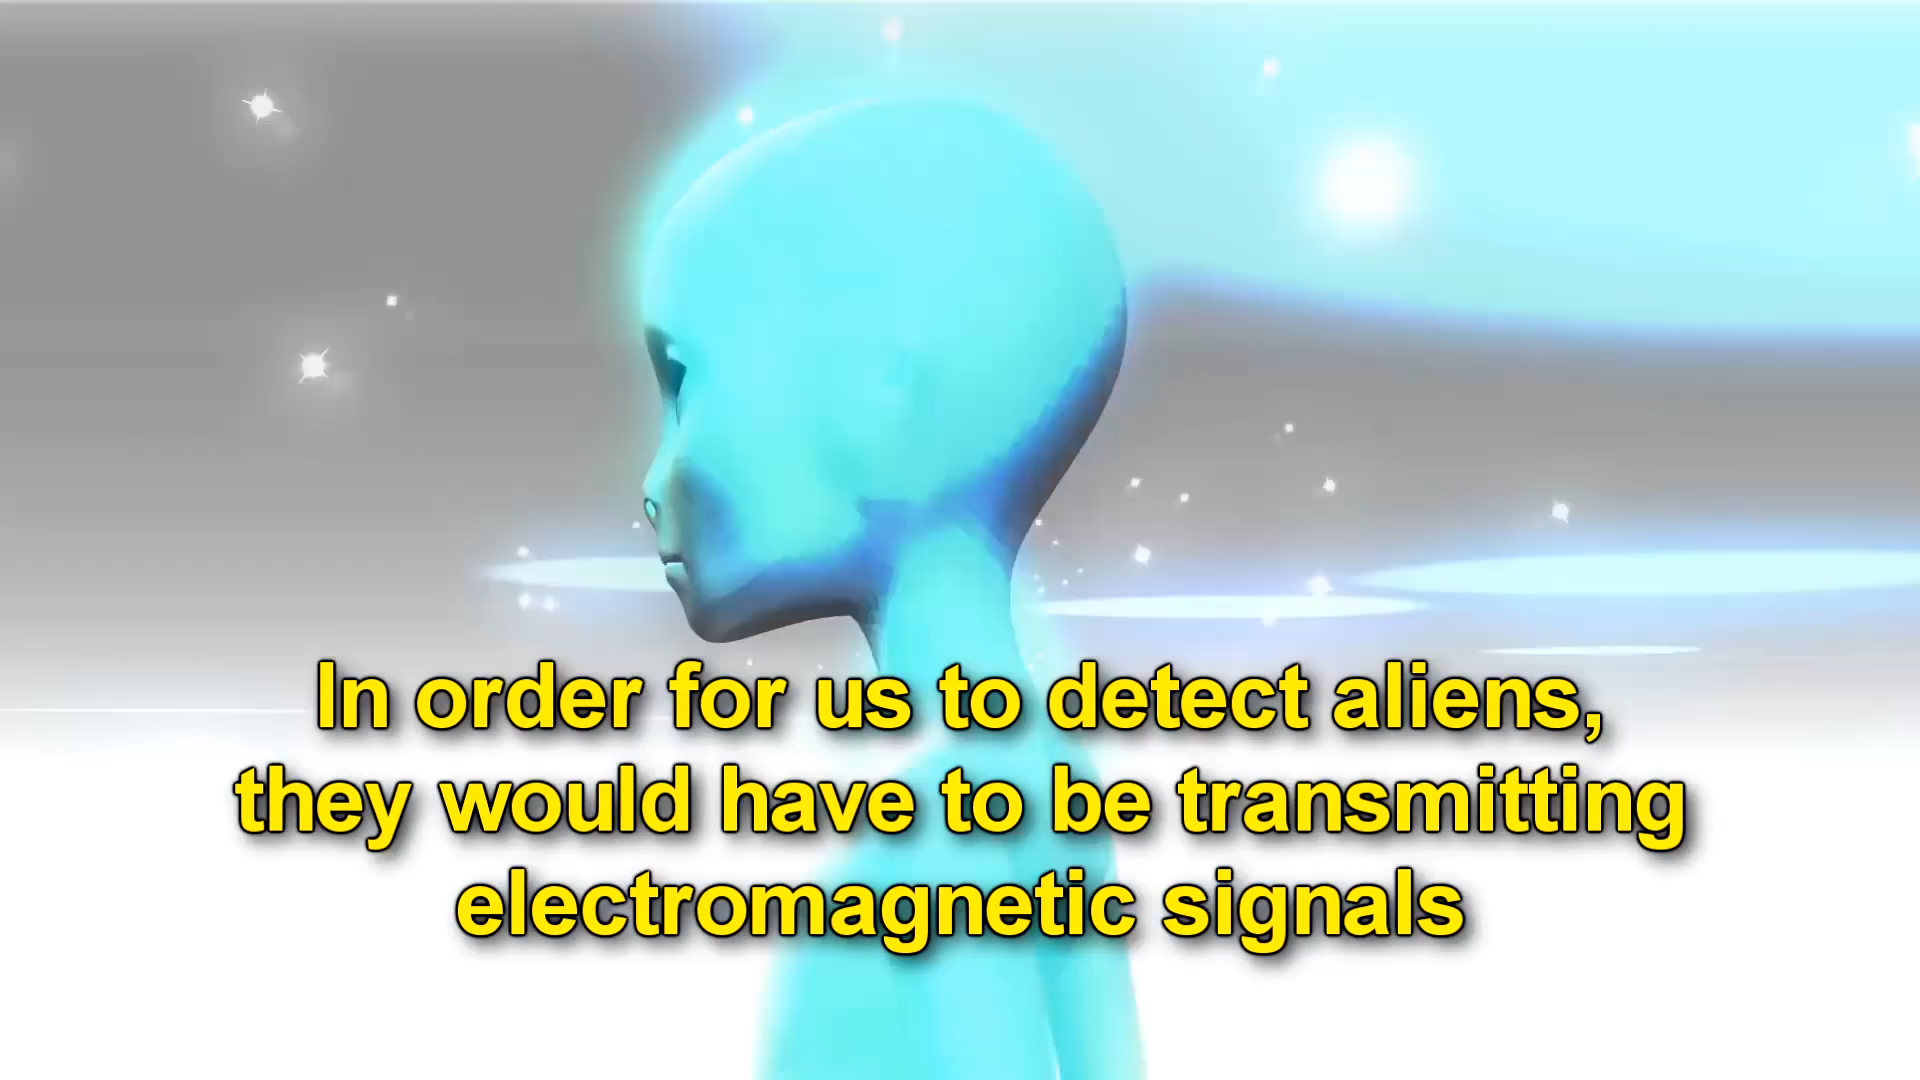 In order for us to detect aliens,
they would have to be transmitting
electromagnetic signals